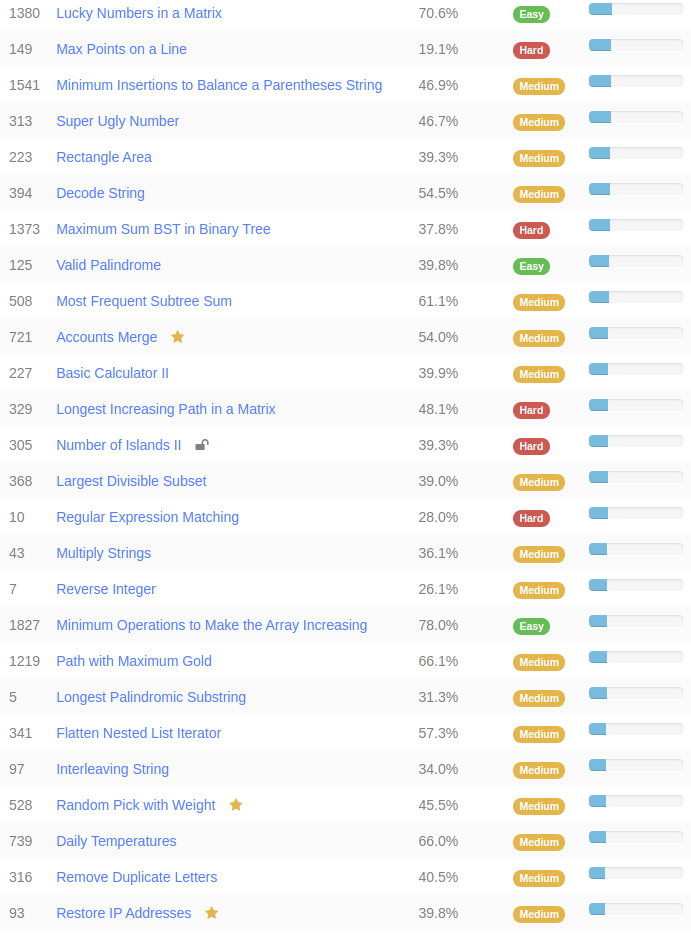 1380 Lucky Numbers in a Matrix 70.6% Easy
149 Max Points on a Line 19.1% Hard
1541 Minimum Insertions to Balance a Parentheses String 46.9% Medium
313 Super Ugly Number 46.7% Medium
223 Rectangle Area 39.3% Medium
394 Decode String 54.5% Medium
1373 Maximum Sum BST in Binary Tree 37.8% Hard
125 Valid Palindrome 39.8% Easy
508 Most Frequent Subtree Sum 61.1% Medium
721 Accounts Merge 54.0% Medium
227 Basic Calculator II 39.9% Medium
329 Longest Increasing Path in a Matrix 48.1% Hard
305 Number of Islands II 39.3% Hard
368 Largest Divisible Subset 39.0% Medium
10 Regular Expression Matching 28.0% Hard
43 Multiply Strings 36.1% Medium
7 Reverse Integer 26.1% Medium
1827 Minimum Operations to Make the Array Increasing 78.0% Easy
1219 Path with Maximum Gold 66.1% Medium
5 Longest Palindromic Substring 31.3% Medium
341 Flatten Nested List Iterator 57.3% Medium
97 Interleaving String 34.0% Medium
528 Random Pick with Weight 45.5% Medium
739 Daily Temperatures 66.0% Medium
316 Remove Duplicate Letters 40.5% Medium
93 Restore IP Addresses 39.8% Medium